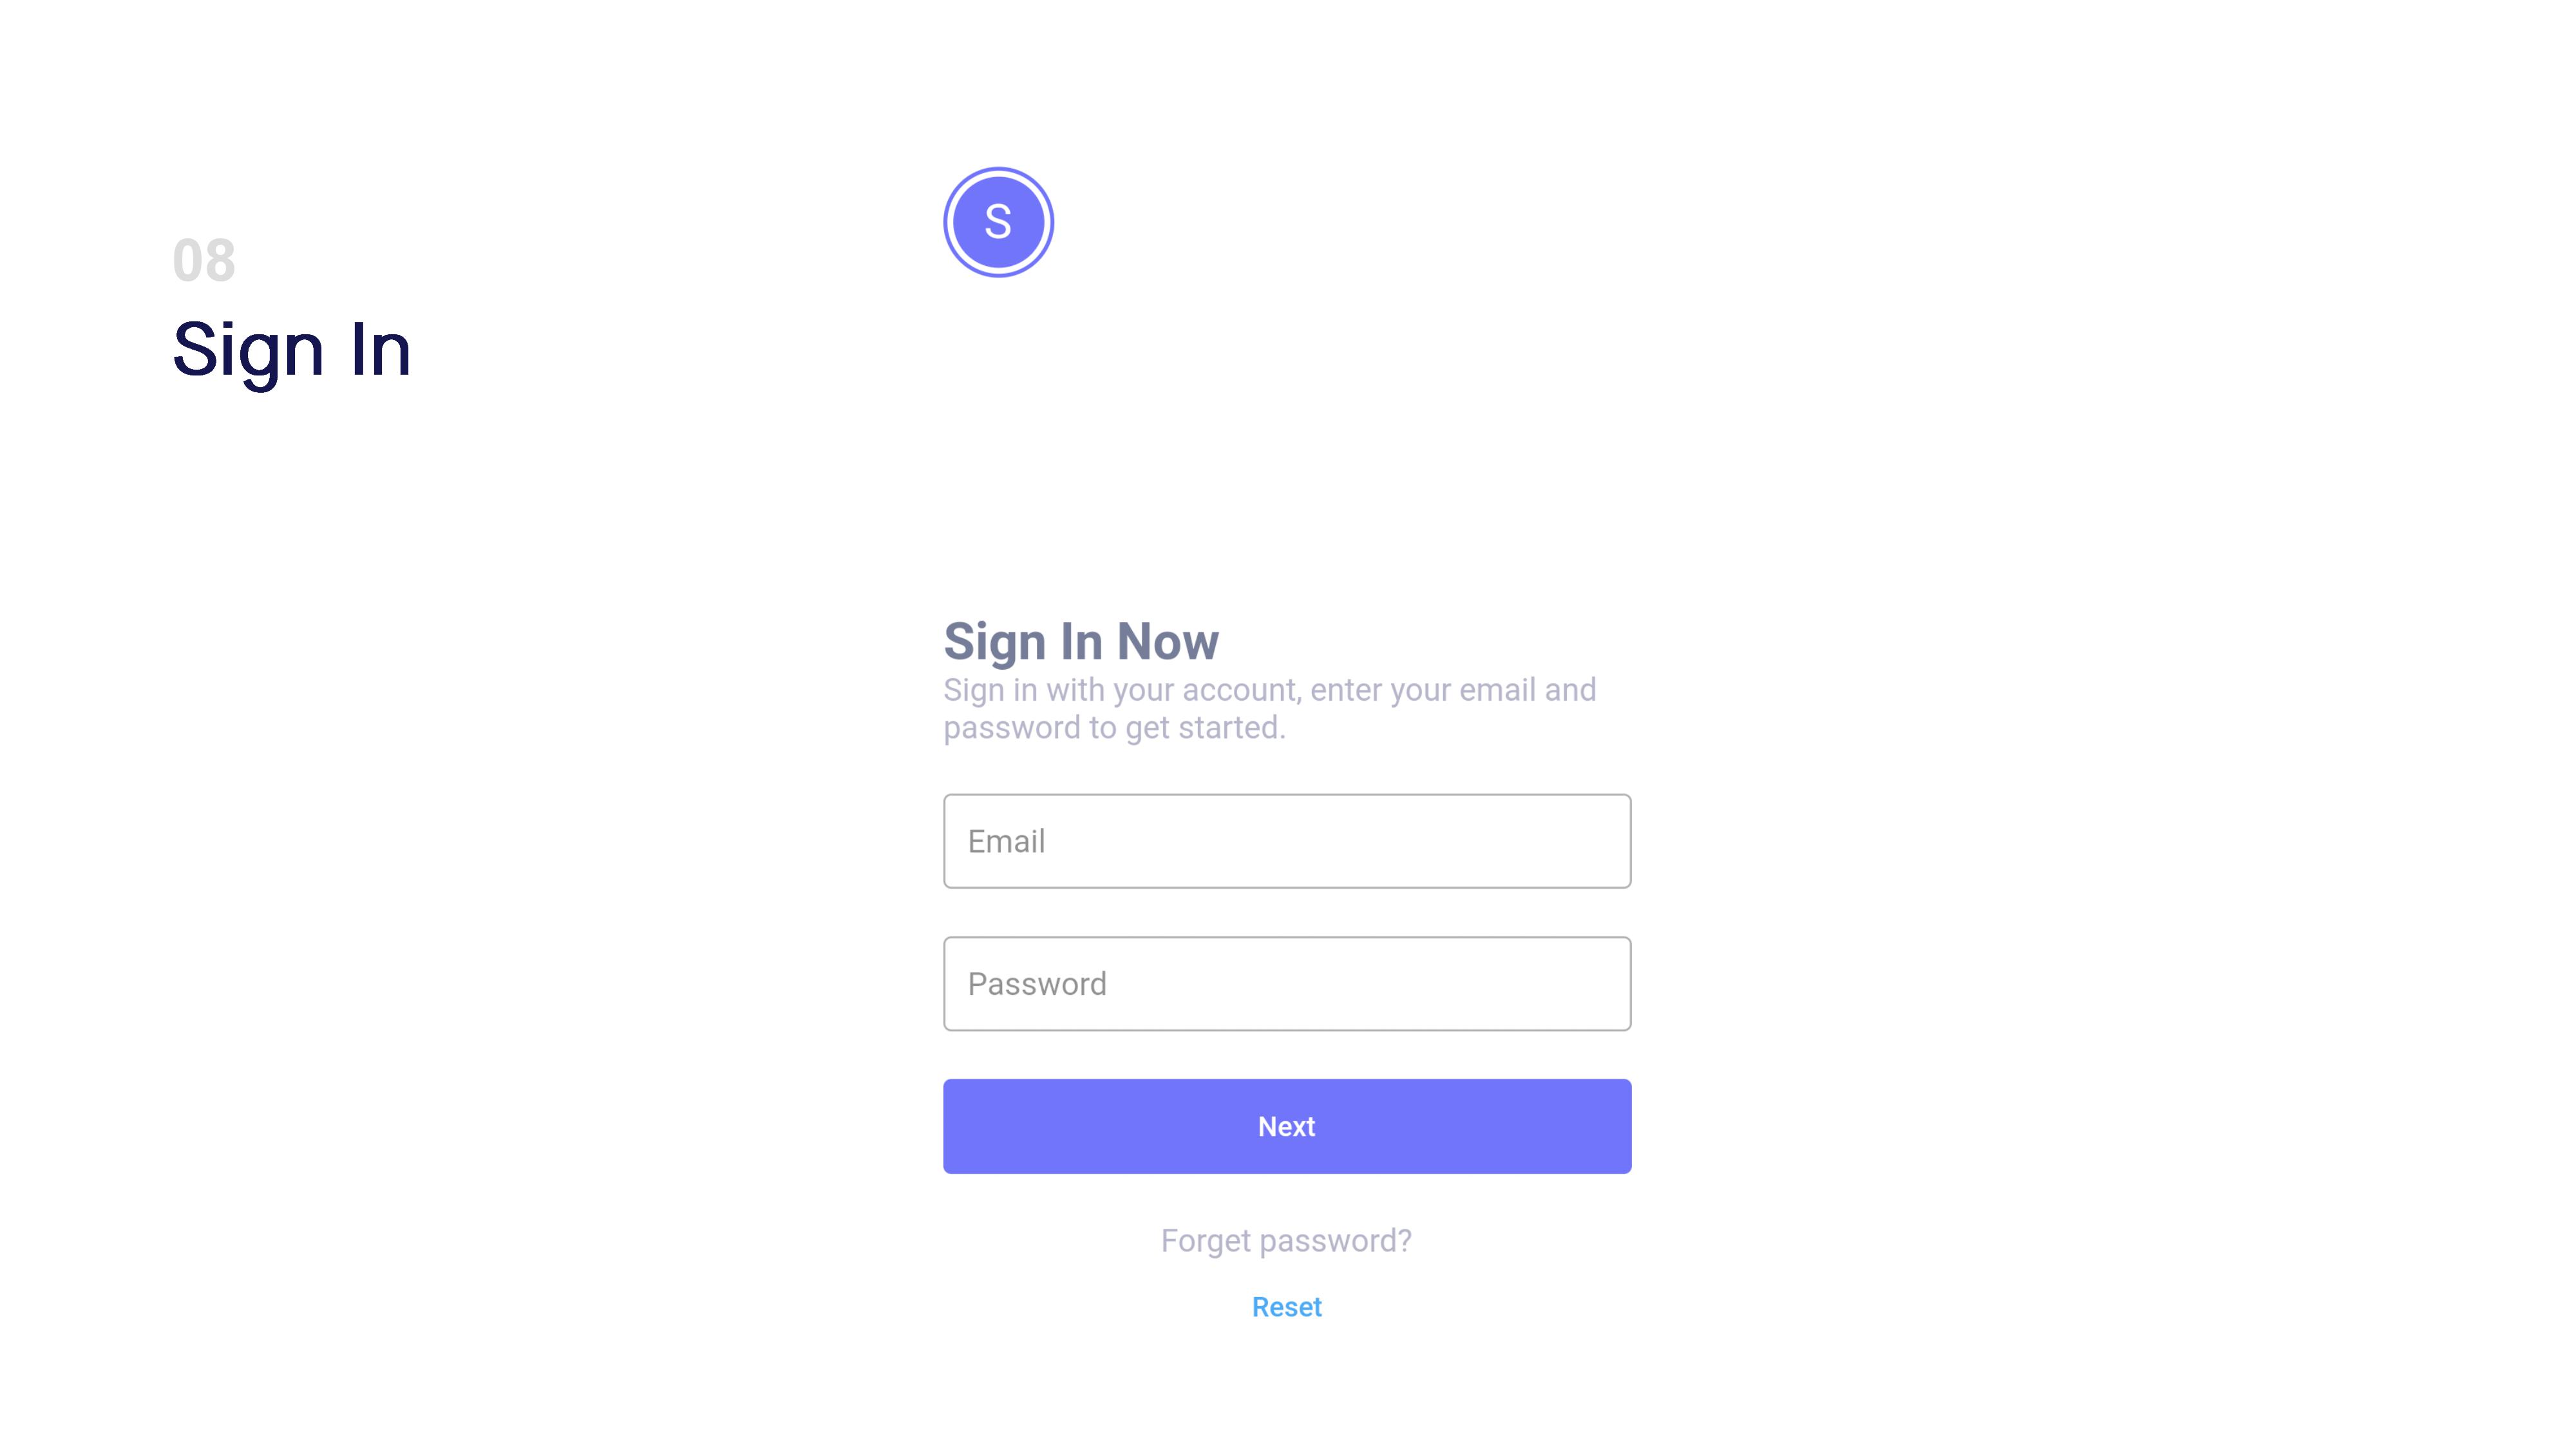 08
Sign In
S
Sign In Now
Sign in with your account, enter your email and
password to get started.
Email
Password
Next
Forget password?
Reset